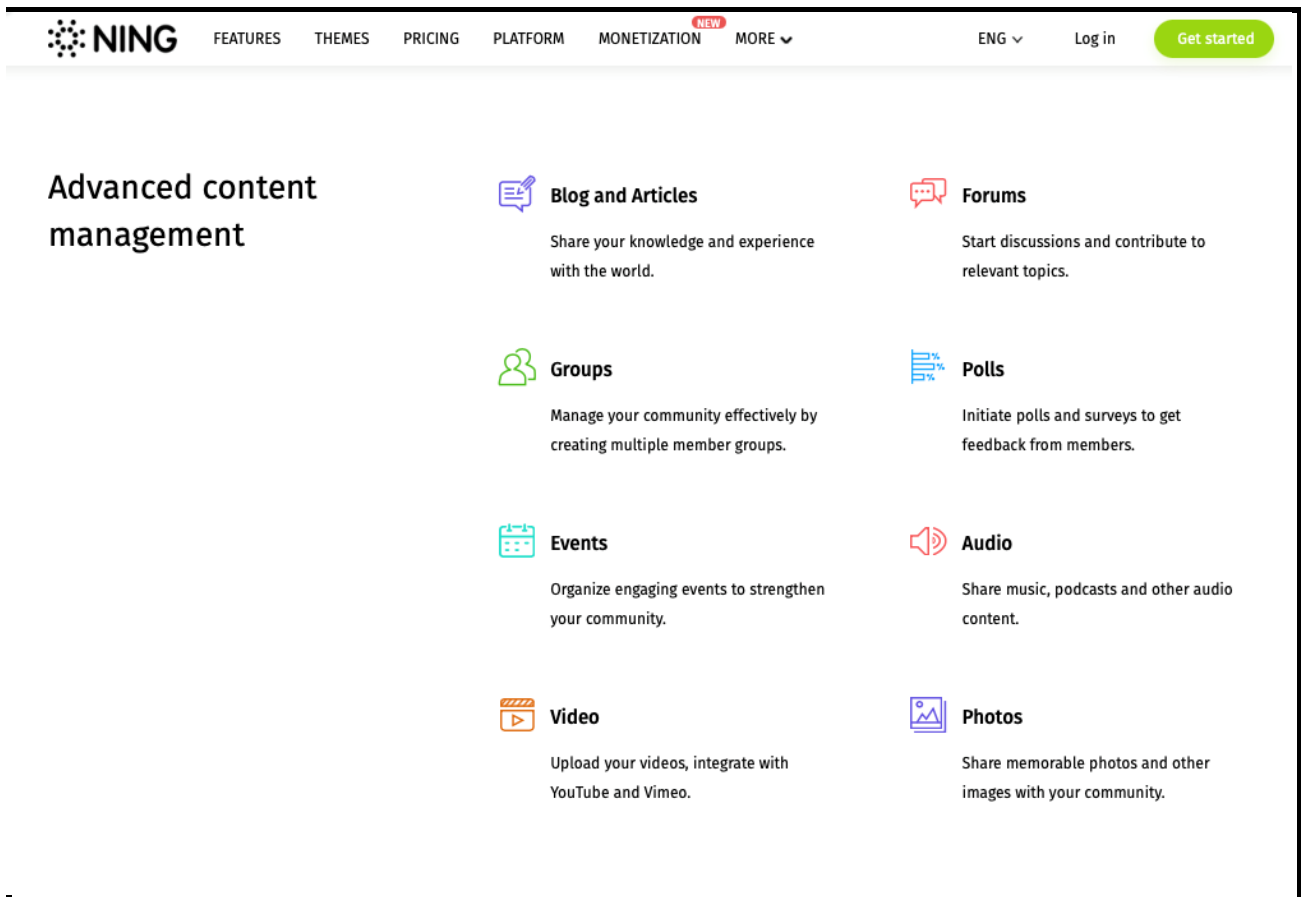 NING
FEATURES
THEMES
PRICING
PLATFORM
MONETIZATION
NEW
MORE
ENG
Log in
Get started
Advanced content
management
Blog and Articles
Share your knowledge and experience
with the world.
Forums
Start discussions and contribute to
relevant topics.
Groups
Manage your community effectively by
creating multiple member groups.
Polls
Initiate polls and surveys to get
feedback from members.
Events
Organize engaging events to strengthen
your community.
Audio
Share music, podcasts and other audio
content.
Video
Upload your videos, integrate with
YouTube and Vimeo.
Photos
Share memorable photos and other
images with your community.